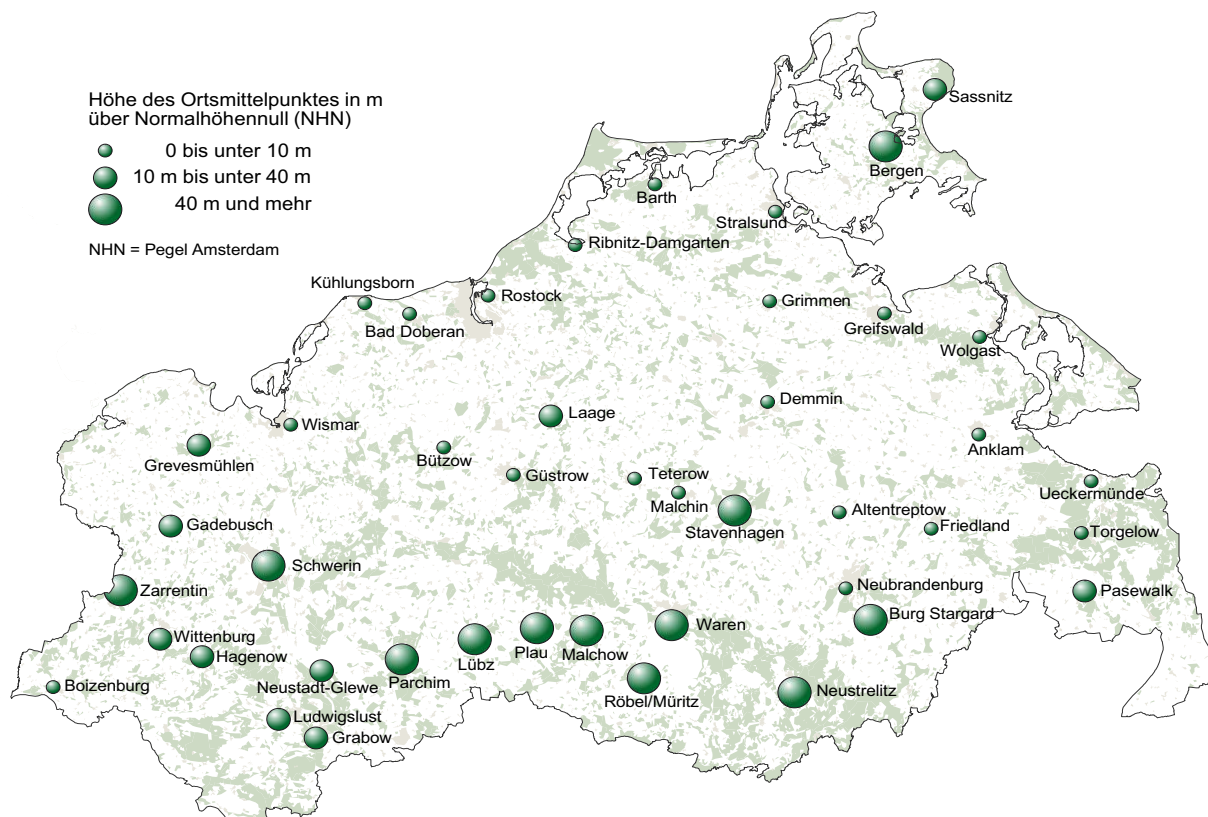 Höhe des Ortsmittelpunktes in m
über Normalhöhennull (NHN)
0 bis unter 10 m
10 m bis unter 40 m
40 m und mehr
NHN = Pegel Amsterdam
Sassnitz
Bergen
Barth
Stralsund
Ribnitz-Damgarten
Kühlungsborn
Rostock
Bad Doberan
Grimmen
Greifswald
Wolgast
Demmin
Laage
Wismar
Anklam
Grevesmühlen
Bützow
Güstrow
Teterow
Malchin
Ueckermünde
Stavenhagen
Altentreptow
Friedland
Torgelow
Gadebusch
Schwerin
Zarrentin
Neubrandenburg
Pasewalk
Burg Stargard
Waren
Wittenburg
Hagenow
Plau
Malchow
Lübz
Parchim
Neustadt-Glewe
Boizenburg
Röbel/Müritz
Neustrelitz
Ludwigslust
Grabow